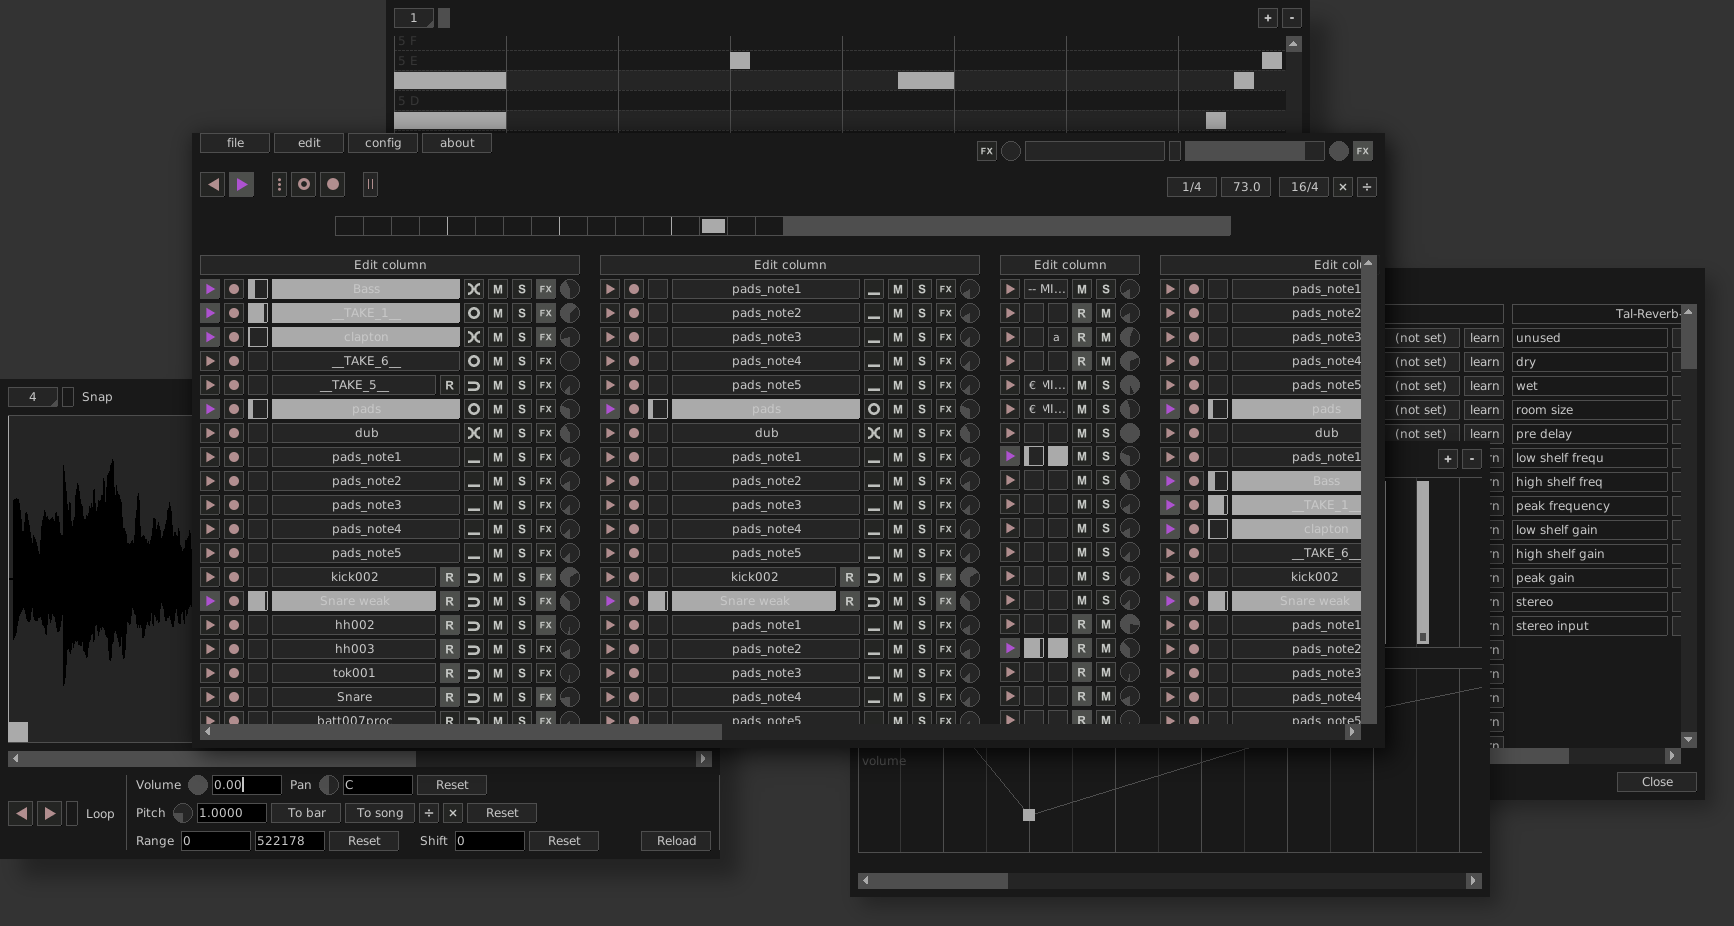 1 + -
5 F
5 E
5 D
file edit config about FX FX
1/4 73.0 16/4 × ÷
Edit column
Bass M S FX
__TAKE_1__ M S FX
clapton M S FX
__TAKE_6__ M S FX
__TAKE_5__ R M S FX
pads M S FX
dub M S FX
pads_note1 M S FX
pads_note2 M S FX
pads_note3 M S FX
pads_note4 M S FX
pads_note5 M S FX
kick002 R M S FX
Snare weak R M S FX
hh002 R M S FX
hh003 R M S FX
tok001 R M S FX
Snare R M S FX
batt007proc R M S FX
Edit column
pads_note1 M S FX
pads_note2 M S FX
pads_note3 M S FX
pads_note4 M S FX
pads_note5 M S FX
pads M S FX
dub M S FX
pads_note1 M S FX
pads_note2 M S FX
pads_note3 M S FX
pads_note4 M S FX
pads_note5 M S FX
kick002 R M S FX
Snare weak R M S FX
pads_note1 M S FX
pads_note2 M S FX
pads_note3 M S FX
pads_note4 M S FX
pads_note5 M S FX
Edit column
-- MI... M S
R M
a R M
R M
M S
M S
M S
M S
M S
M S
M S
M S
M S
M S
R M
R M
R M
R M
R M
Edit colu
pads_note1
pads_note2
pads_note3
pads_note4
pads_note5
pads
dub
pads_note1
Bass
__TAKE_1__
clapton
__TAKE_6__
kick002
Snare weak
pads_note1
pads_note2
pads_note3
pads_note4
pads_note5
Tal-Reverb-
(not set) learn unused
(not set) learn dry
(not set) learn wet
(not set) learn room size
(not set) learn pre delay
low shelf frequ
high shelf freq
peak frequency
low shelf gain
high shelf gain
peak gain
stereo
stereo input
Close
+ -
volume
4 Snap
Volume 0.00 Pan C Reset
Loop Pitch 1.0000 To bar To song ÷ × Reset
Range 0 522178 Reset Shift 0 Reset Reload